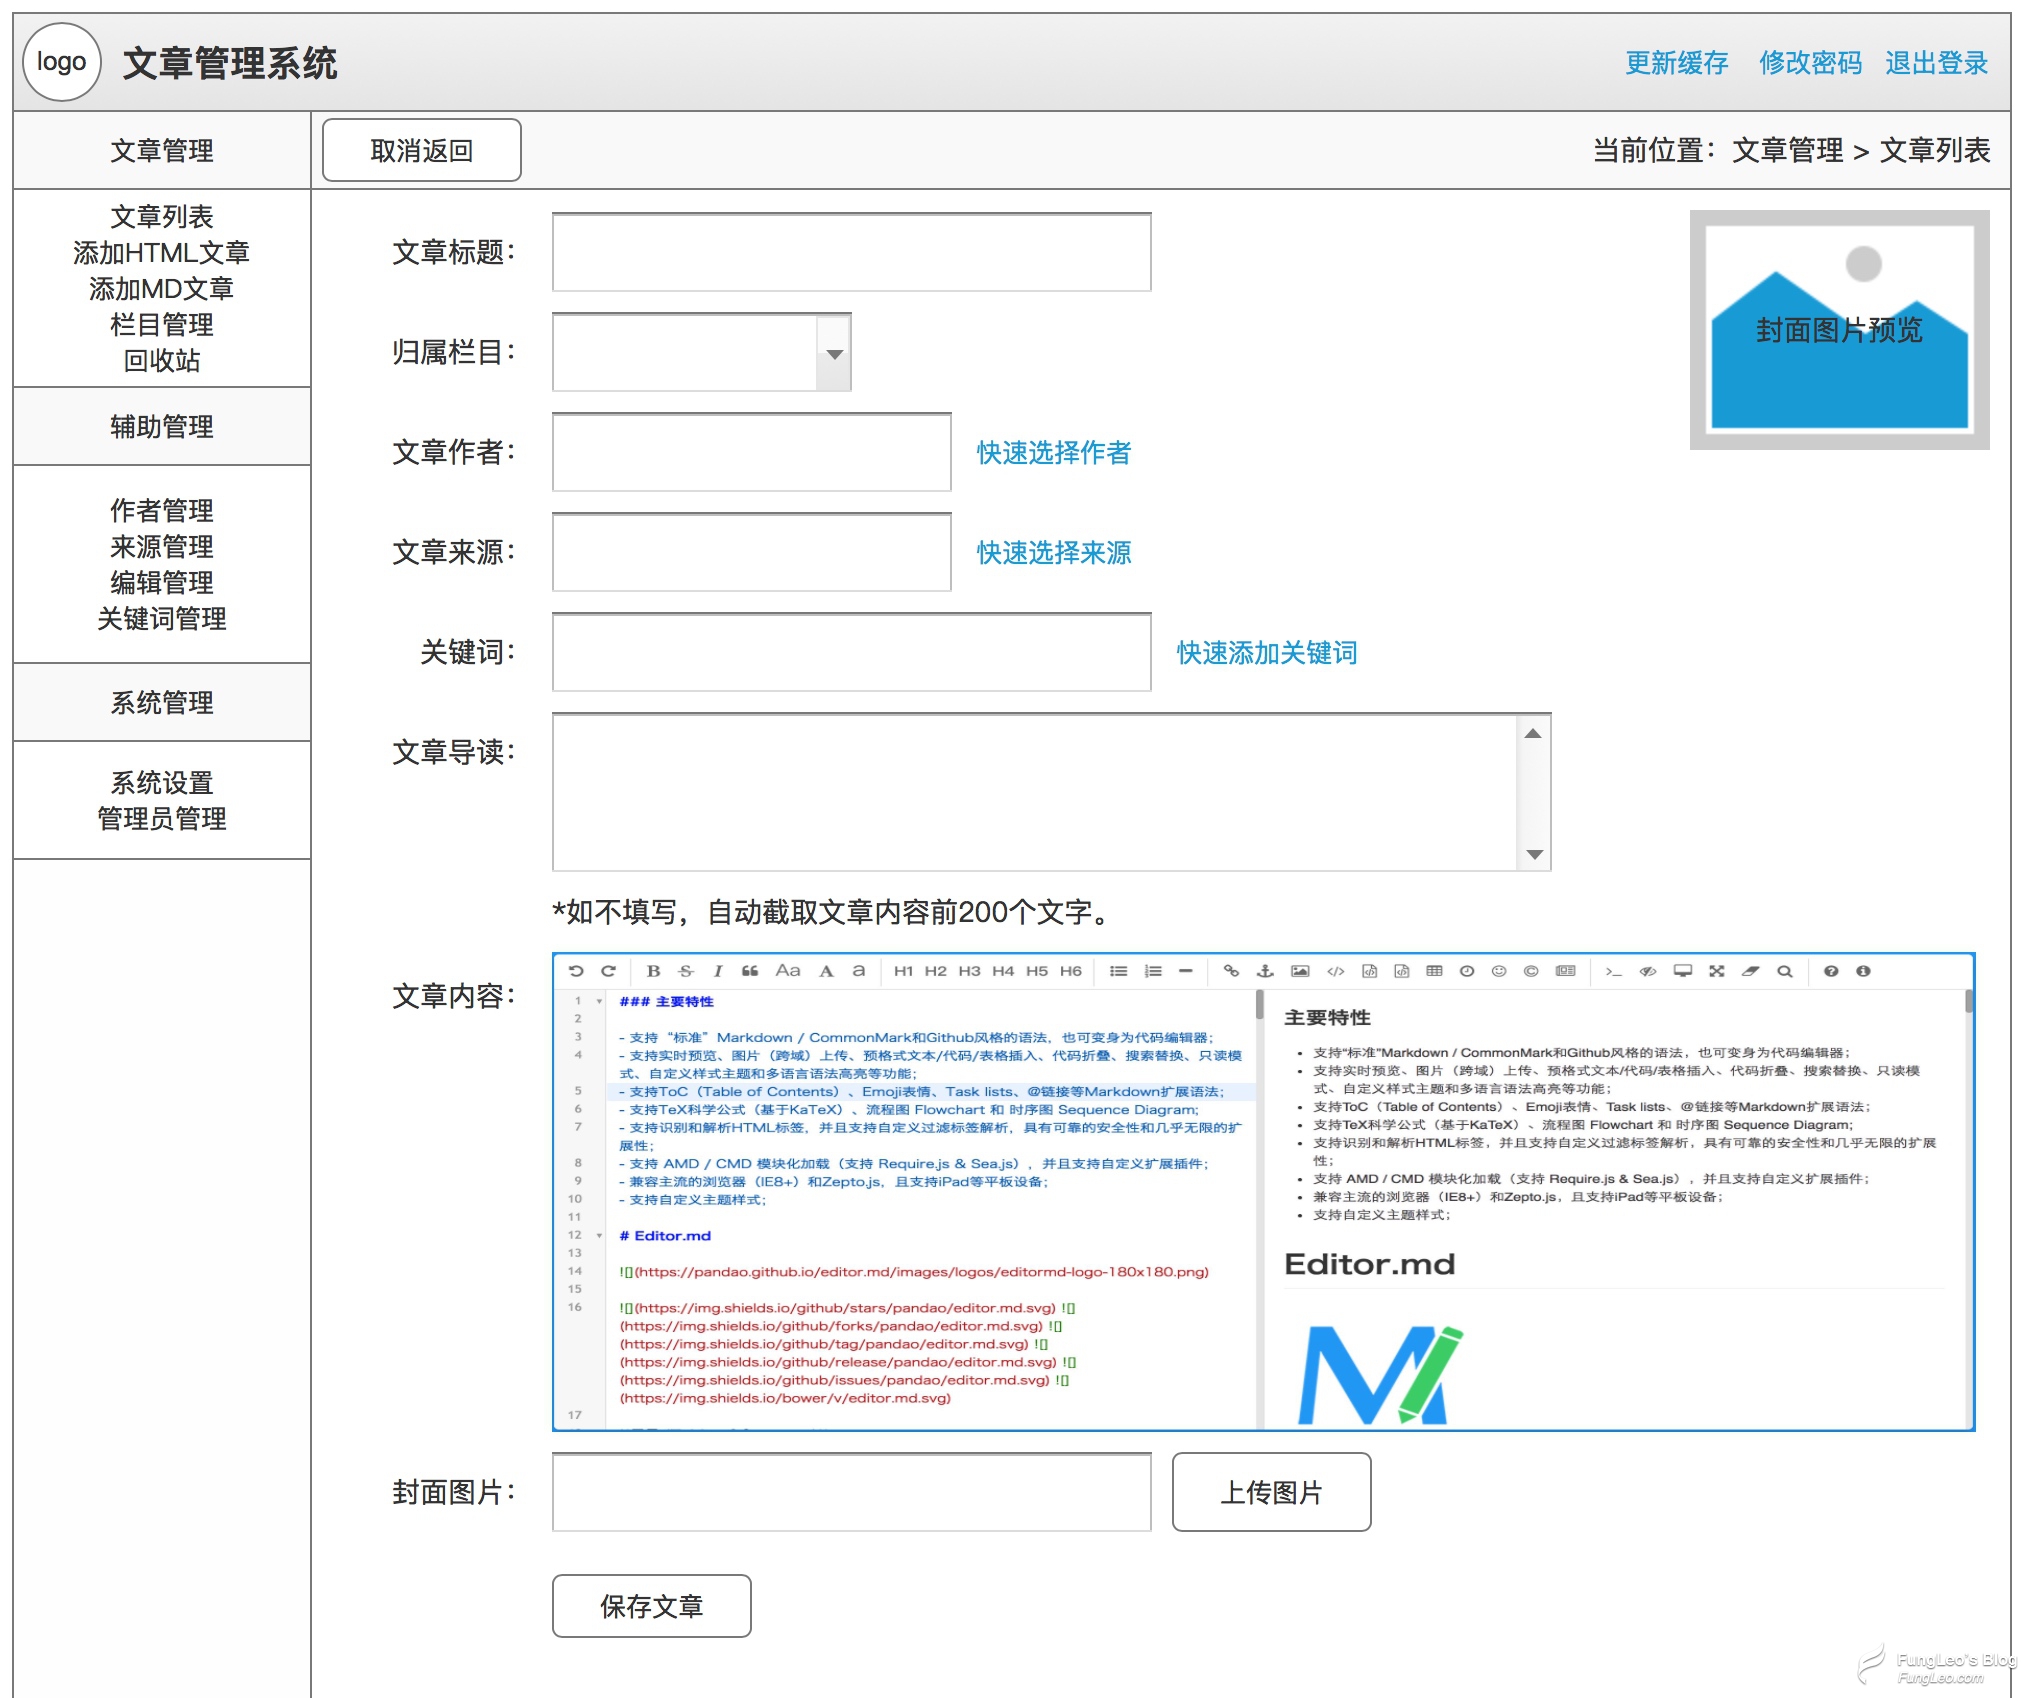 logo
文章管理系统
更新缓存 修改密码 退出登录
文章管理
取消返回
当前位置：文章管理 > 文章列表
文章列表
添加HTML文章
添加MD文章
栏目管理
回收站
辅助管理
作者管理
来源管理
编辑管理
关键词管理
系统管理
系统设置
管理员管理
文章标题：
归属栏目：
封面图片预览
文章作者：
快速选择作者
文章来源：
快速选择来源
关键词：
快速添加关键词
文章导读：
*如不填写，自动截取文章内容前200个文字。
文章内容：
B S I Aa A a H1 H2 H3 H4 H5 H6
1 ### 主要特性
2
3 - 支持“标准”Markdown / CommonMark和Github风格的语法，也可变身为代码编辑器；
4 - 支持实时预览、图片（跨域）上传、预格式文本/代码/表格插入、代码折叠、搜索替换、只读模
式、自定义样式主题和多语言语法高亮等功能；
5 - 支持ToC（Table of Contents）、Emoji表情、Task lists、@链接等Markdown扩展语法；
6 - 支持TeX科学公式（基于KaTeX）、流程图 Flowchart 和 时序图 Sequence Diagram;
7 - 支持识别和解析HTML标签，并且支持自定义过滤标签解析，具有可靠的安全性和几乎无限的扩
展性；
8 - 支持 AMD / CMD 模块化加载（支持 Require.js & Sea.js），并且支持自定义扩展插件；
9 - 兼容主流的浏览器（IE8+）和Zepto.js，且支持iPad等平板设备；
10 - 支持自定义主题样式；
11
12 # Editor.md
13
14 ![](https://pandao.github.io/editor.md/images/logos/editormd-logo-180x180.png)
15
16 ![](https://img.shields.io/github/stars/pandao/editor.md.svg) ![]
(https://img.shields.io/github/forks/pandao/editor.md.svg) ![]
(https://img.shields.io/github/tag/pandao/editor.md.svg) ![]
(https://img.shields.io/github/release/pandao/editor.md.svg) ![]
(https://img.shields.io/github/issues/pandao/editor.md.svg) ![]
(https://img.shields.io/bower/v/editor.md.svg)
17
主要特性
支持“标准”Markdown / CommonMark和Github风格的语法，也可变身为代码编辑器；
支持实时预览、图片（跨域）上传、预格式文本/代码/表格插入、代码折叠、搜索替换、只读模
式、自定义样式主题和多语言语法高亮等功能；
支持ToC（Table of Contents）、Emoji表情、Task lists、@链接等Markdown扩展语法；
支持TeX科学公式（基于KaTeX）、流程图 Flowchart 和 时序图 Sequence Diagram;
支持识别和解析HTML标签，并且支持自定义过滤标签解析，具有可靠的安全性和几乎无限的扩展
性；
支持 AMD / CMD 模块化加载（支持 Require.js & Sea.js），并且支持自定义扩展插件；
兼容主流的浏览器（IE8+）和Zepto.js，且支持iPad等平板设备；
支持自定义主题样式；
Editor.md
封面图片：
上传图片
保存文章
FungLeo's Blog
FungLeo.com